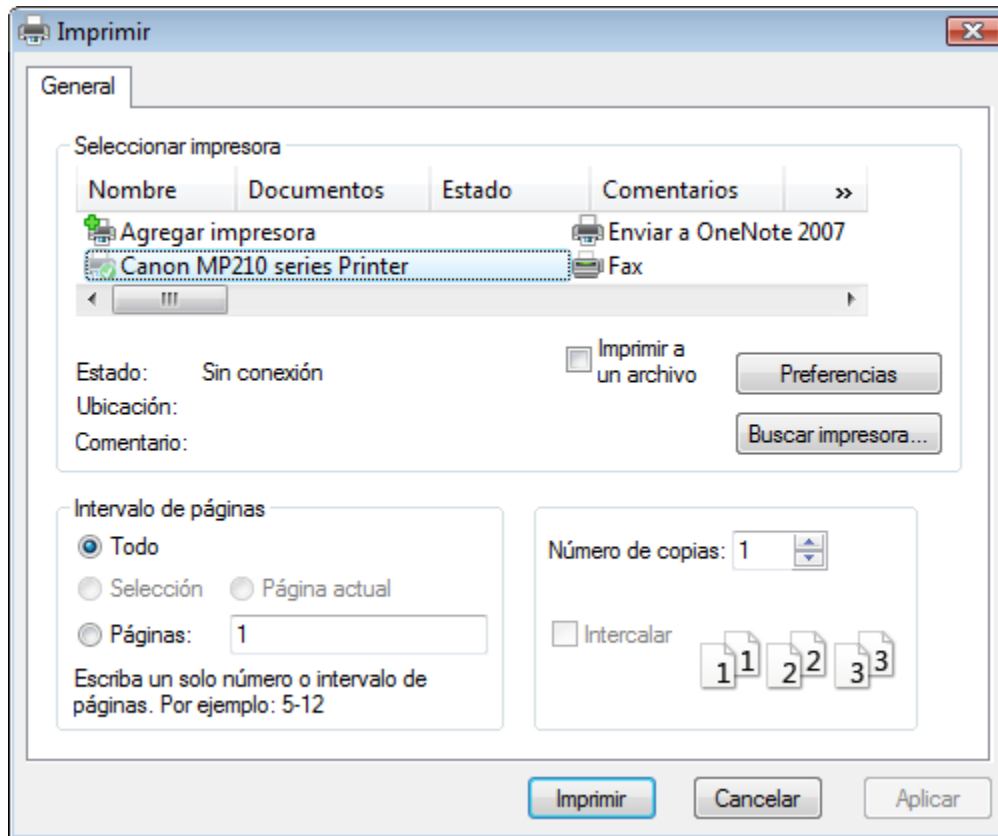 Imprimir
General
Seleccionar impresora
Nombre Documentos Estado Comentarios »
Agregar impresora Enviar a OneNote 2007
Canon MP210 series Printer Fax
Estado: Sin conexión
Imprimir a
un archivo
Preferencias
Ubicación:
Comentario:
Buscar impresora...
Intervalo de páginas
Todo
Selección Página actual
Páginas: 1
Escriba un solo número o intervalo de
páginas. Por ejemplo: 5-12
Número de copias: 1
Intercalar
1 1 2 2 3 3
Imprimir Cancelar Aplicar